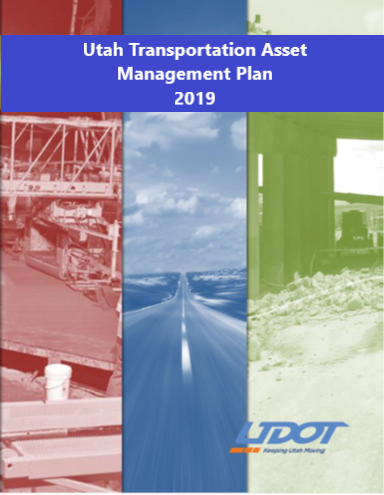 Utah Transportation Asset
Management Plan
2019
UDOT
Keeping Utah Moving